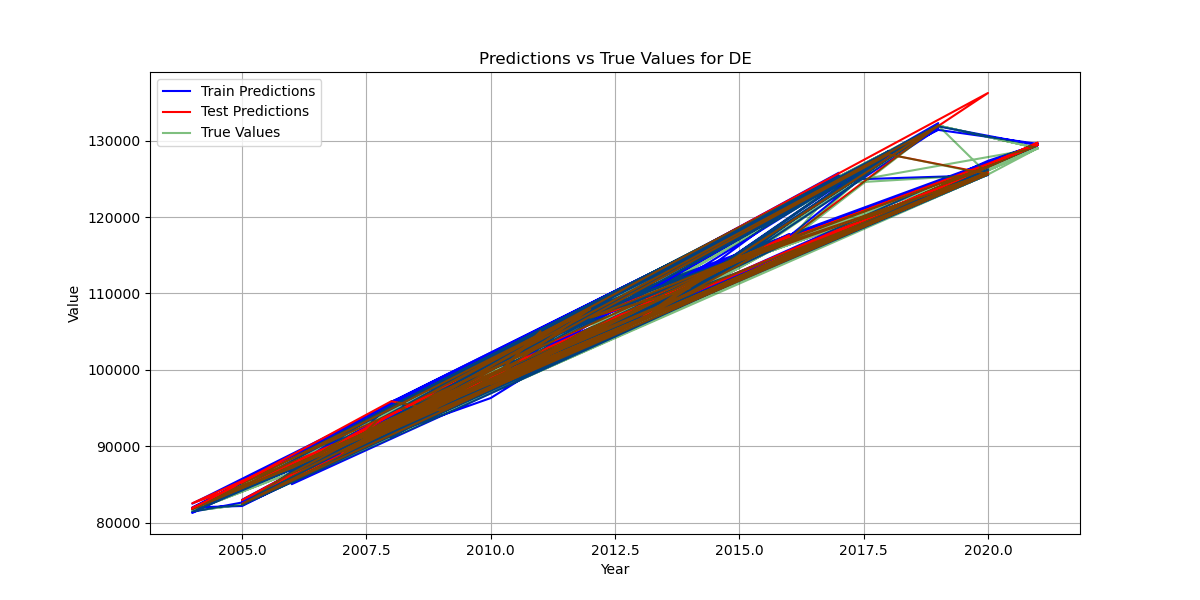 Predictions vs True Values for DE
Train Predictions
Test Predictions
True Values
Value
130000
120000
110000
100000
90000
80000
2005.0 2007.5 2010.0 2012.5 2015.0 2017.5 2020.0
Year